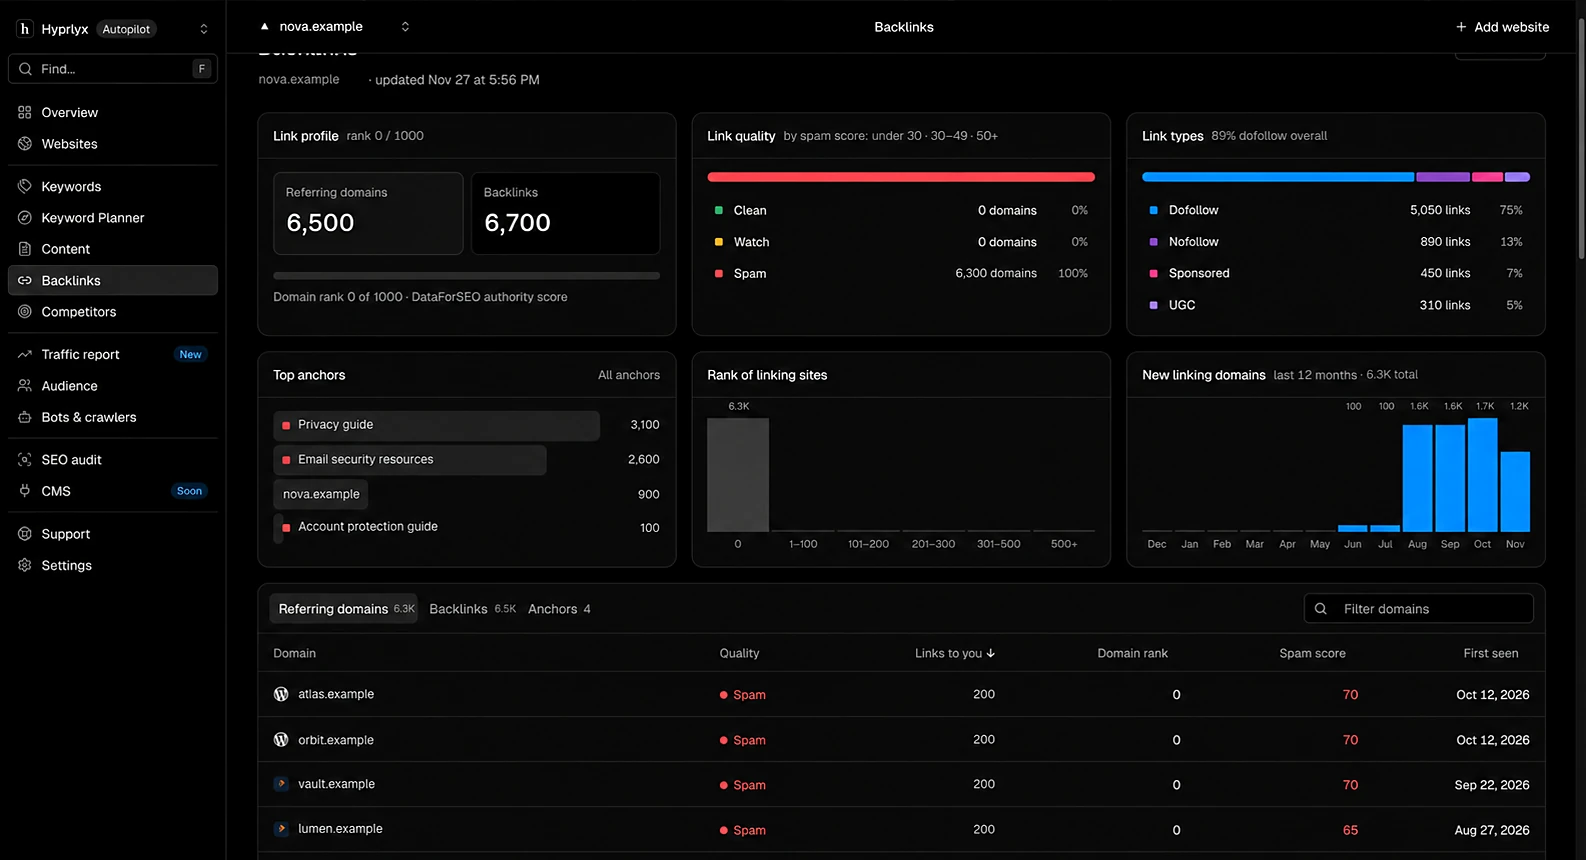 h Hyprlyx Autopilot
Find... F
Overview
Websites
Keywords
Keyword Planner
Content
Backlinks
Competitors
Traffic report New
Audience
Bots & crawlers
SEO audit
CMS Soon
Support
Settings
nova.example
Backlinks
+ Add website
nova.example · updated Nov 27 at 5:56 PM
Link profile rank 0 / 1000
Referring domains
6,500
Backlinks
6,700
Domain rank 0 of 1000 · DataForSEO authority score
Link quality by spam score: under 30 · 30–49 · 50+
Clean 0 domains 0%
Watch 0 domains 0%
Spam 6,300 domains 100%
Link types 89% dofollow overall
Dofollow 5,050 links 75%
Nofollow 890 links 13%
Sponsored 450 links 7%
UGC 310 links 5%
Top anchors All anchors
Privacy guide 3,100
Email security resources 2,600
nova.example 900
Account protection guide 100
Rank of linking sites
6.3K
0 1–100 101–200 201–300 301–500 500+
New linking domains last 12 months · 6.3K total
100 100 1.6K 1.6K 1.7K 1.2K
Dec Jan Feb Mar Apr May Jun Jul Aug Sep Oct Nov
Referring domains 6.3K Backlinks 6.5K Anchors 4
Filter domains
Domain Quality Links to you ↓ Domain rank Spam score First seen
atlas.example Spam 200 0 70 Oct 12, 2026
orbit.example Spam 200 0 70 Oct 12, 2026
vault.example Spam 200 0 70 Sep 22, 2026
lumen.example Spam 200 0 65 Aug 27, 2026